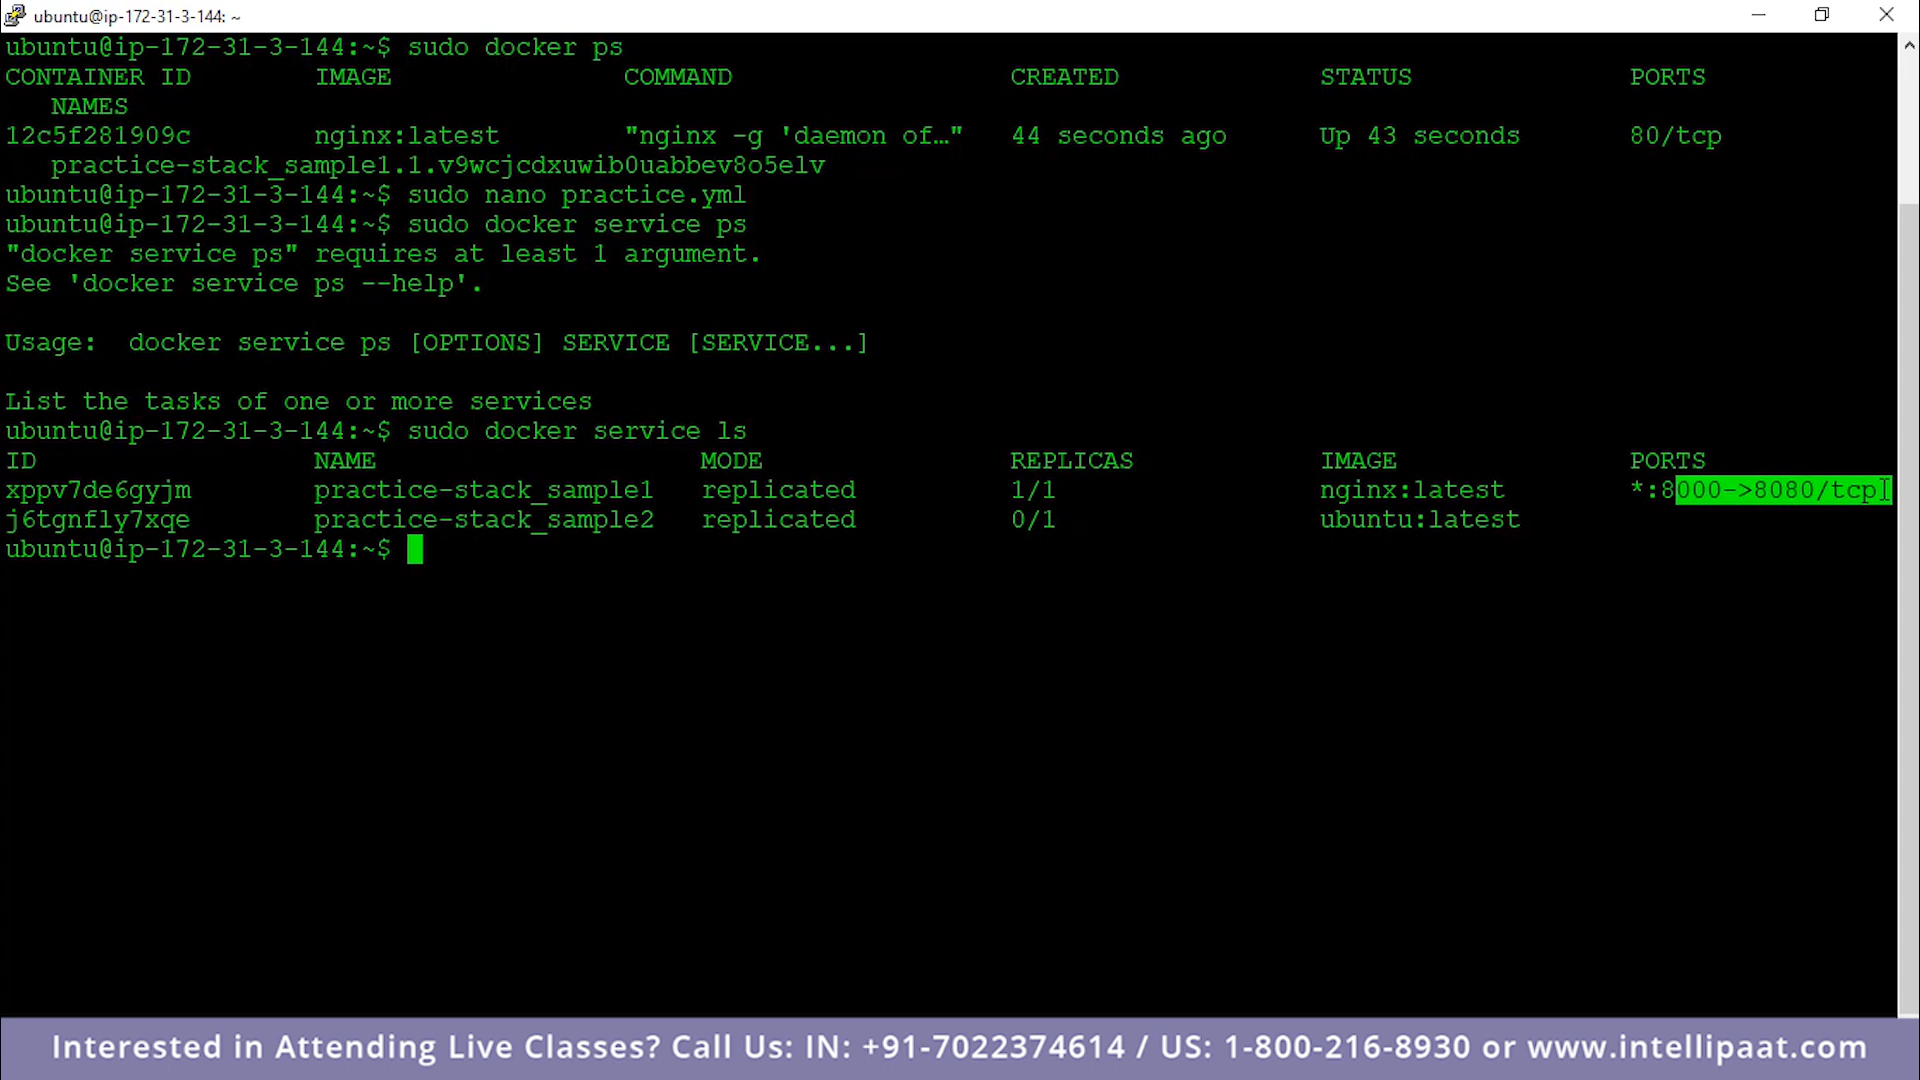 ubuntu@ip-172-31-3-144: ~
ubuntu@ip-172-31-3-144:~$ sudo docker ps
CONTAINER ID        IMAGE               COMMAND                  CREATED             STATUS              PORTS
   NAMES
12c5f281909c        nginx:latest        "nginx -g 'daemon of…"   44 seconds ago      Up 43 seconds       80/tcp
   practice-stack_sample1.1.v9wcjcdxuwib0uabbev8o5elv
ubuntu@ip-172-31-3-144:~$ sudo nano practice.yml
ubuntu@ip-172-31-3-144:~$ sudo docker service ps
"docker service ps" requires at least 1 argument.
See 'docker service ps --help'.
Usage:  docker service ps [OPTIONS] SERVICE [SERVICE...]
List the tasks of one or more services
ubuntu@ip-172-31-3-144:~$ sudo docker service ls
ID                  NAME                     MODE                REPLICAS            IMAGE               PORTS
xppv7de6gyjm        practice-stack_sample1   replicated          1/1                 nginx:latest        *:8000->8080/tcp
j6tgnfly7xqe        practice-stack_sample2   replicated          0/1                 ubuntu:latest
ubuntu@ip-172-31-3-144:~$
Interested in Attending Live Classes? Call Us: IN: +91-7022374614 / US: 1-800-216-8930 or www.intellipaat.com